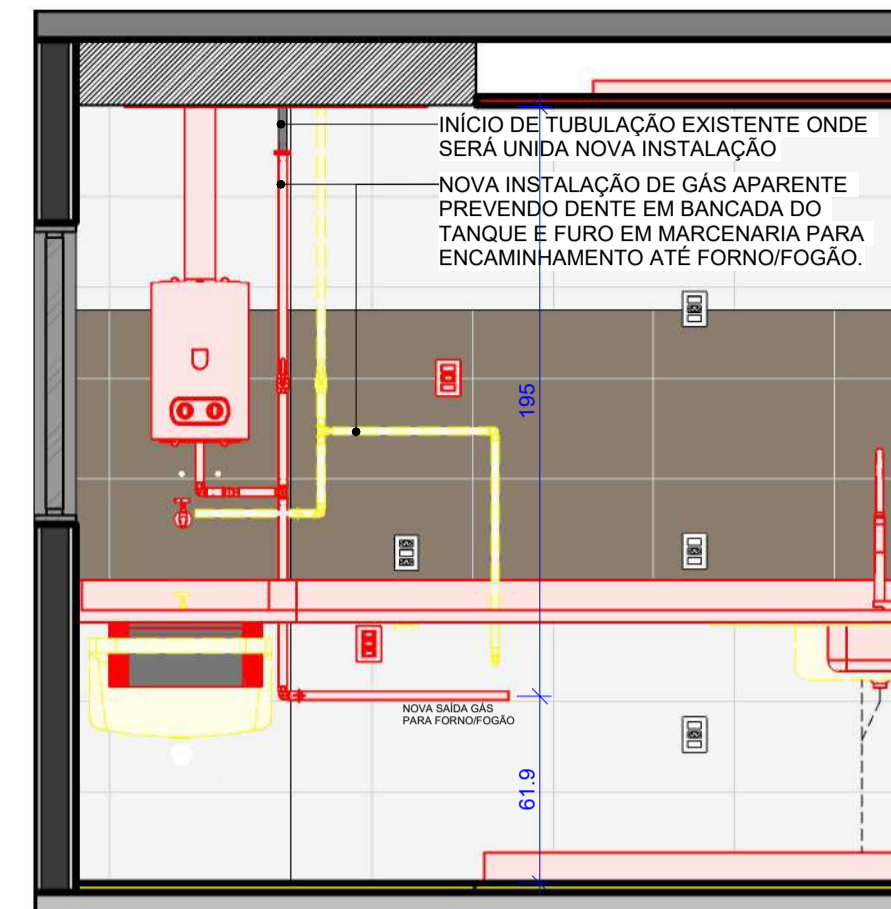 INÍCIO DE TUBULAÇÃO EXISTENTE ONDE
SERÁ UNIDA NOVA INSTALAÇÃO
NOVA INSTALAÇÃO DE GÁS APARENTE
PREVENDO DENTE EM BANCADA DO
TANQUE E FURO EM MARCENARIA PARA
ENCAMINHAMENTO ATÉ FORNO/FOGÃO.
195
NOVA SAÍDA GÁS
PARA FORNO/FOGÃO
61.9